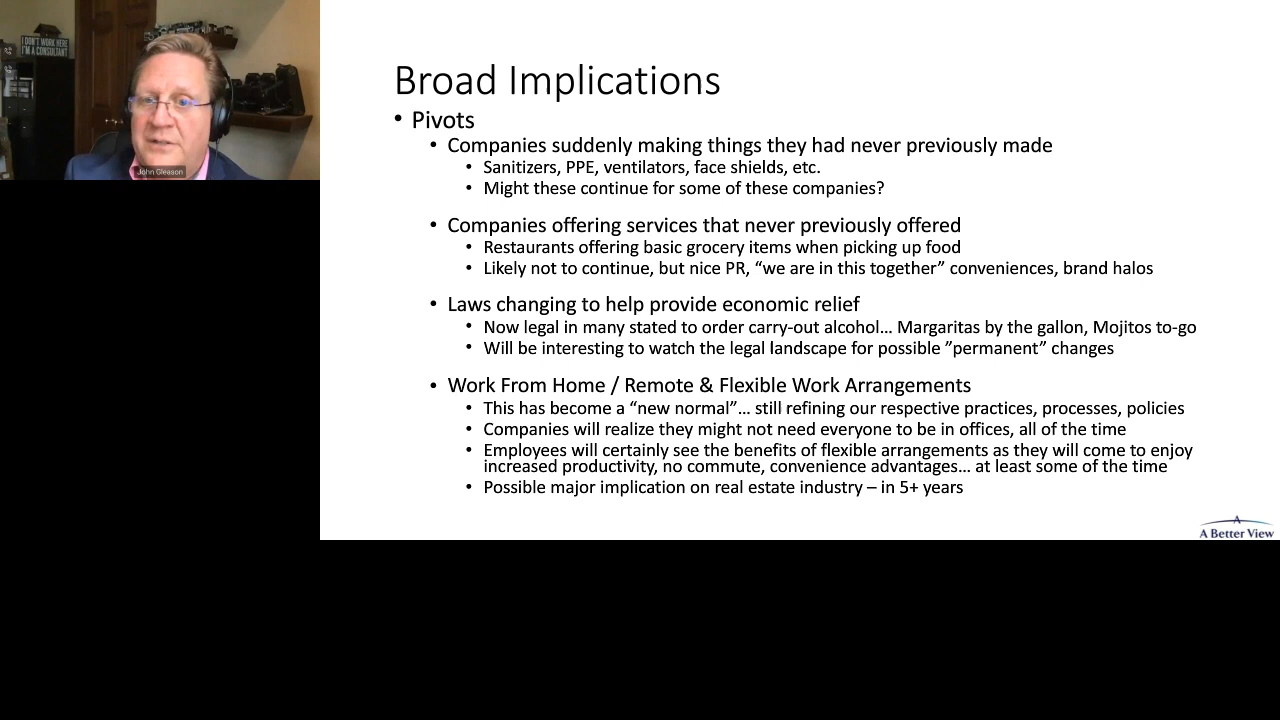 I DON'T WORK HERE
I'M A CONSULTANT
John Gleason
Broad Implications
• Pivots
• Companies suddenly making things they had never previously made
• Sanitizers, PPE, ventilators, face shields, etc.
• Might these continue for some of these companies?
• Companies offering services that never previously offered
• Restaurants offering basic grocery items when picking up food
• Likely not to continue, but nice PR, “we are in this together” conveniences, brand halos
• Laws changing to help provide economic relief
• Now legal in many stated to order carry-out alcohol… Margaritas by the gallon, Mojitos to-go
• Will be interesting to watch the legal landscape for possible ”permanent” changes
• Work From Home / Remote & Flexible Work Arrangements
• This has become a “new normal”… still refining our respective practices, processes, policies
• Companies will realize they might not need everyone to be in offices, all of the time
• Employees will certainly see the benefits of flexible arrangements as they will come to enjoy
increased productivity, no commute, convenience advantages… at least some of the time
• Possible major implication on real estate industry – in 5+ years
A Better View